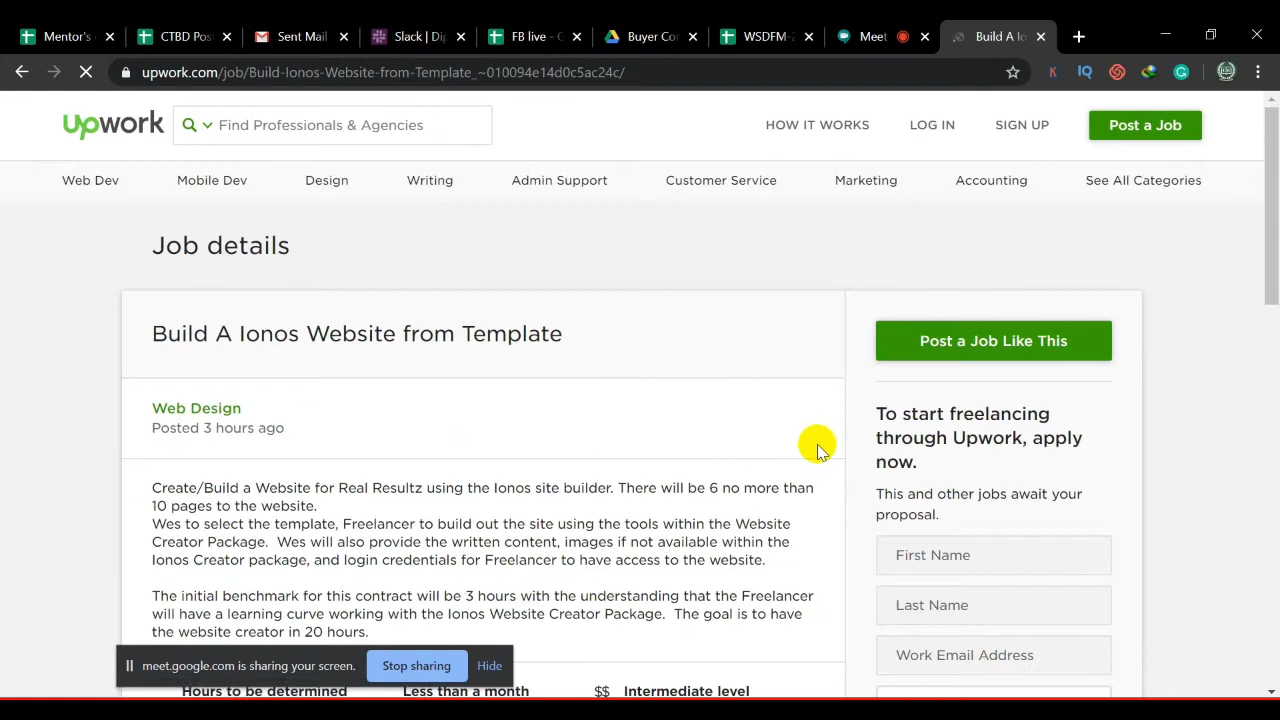 Mentor's
CTBD Pos
Sent Mail
Slack | Di
FB live - G
Buyer Co
WSDFM-2
Meet
Build A Io
upwork.com/job/Build-Ionos-Website-from-Template_~010094e14d0c5ac24c/
K
IQ
G
upwork
Find Professionals & Agencies
HOW IT WORKS
LOG IN
SIGN UP
Post a Job
Web Dev
Mobile Dev
Design
Writing
Admin Support
Customer Service
Marketing
Accounting
See All Categories
Job details
Build A Ionos Website from Template
Web Design
Posted 3 hours ago
Create/Build a Website for Real Resultz using the Ionos site builder. There will be 6 no more than
10 pages to the website.
Wes to select the template, Freelancer to build out the site using the tools within the Website
Creator Package. Wes will also provide the written content, images if not available within the
Ionos Creator package, and login credentials for Freelancer to have access to the website.
The initial benchmark for this contract will be 3 hours with the understanding that the Freelancer
will have a learning curve working with the Ionos Website Creator Package. The goal is to have
the website creator in 20 hours.
Hours to be determined
Less than a month
$$ Intermediate level
Post a Job Like This
To start freelancing
through Upwork, apply
now.
This and other jobs await your
proposal.
First Name
Last Name
Work Email Address
meet.google.com is sharing your screen.
Stop sharing
Hide